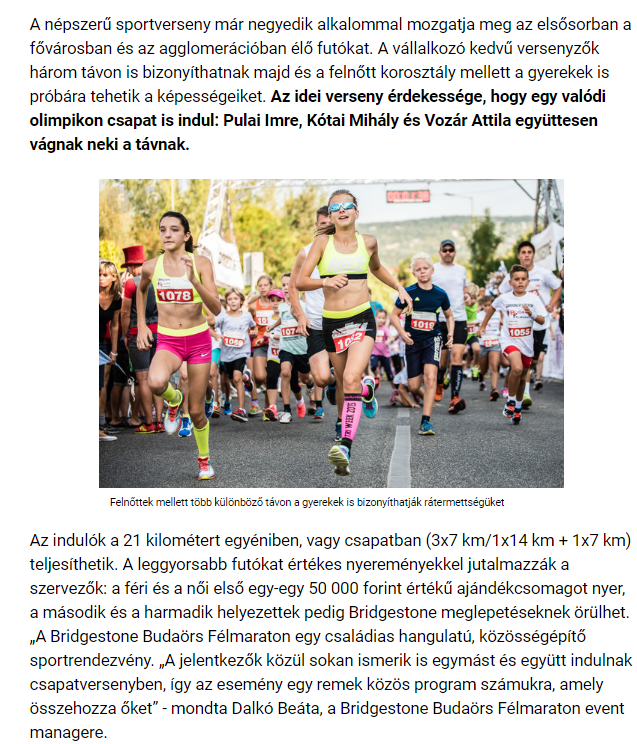 A népszerű sportverseny már negyedik alkalommal mozgatja meg az elsősorban a
fővárosban és az agglomerációban élő futókat. A vállalkozó kedvű versenyzők
három távon is bizonyíthatnak majd és a felnőtt korosztály mellett a gyerekek is
próbára tehetik a képességeiket. Az idei verseny érdekessége, hogy egy valódi
olimpikon csapat is indul: Pulai Imre, Kótai Mihály és Vozár Attila együttesen
vágnak neki a távnak.
1078
1019
1055
1059
Felnőttek mellett több különböző távon a gyerekek is bizonyíthatják rátermettségüket
Az indulók a 21 kilométert egyéniben, vagy csapatban (3x7 km/1x14 km + 1x7 km)
teljesíthetik. A leggyorsabb futókat értékes nyereményekkel jutalmazzák a
szervezők: a féri és a női első egy-egy 50 000 forint értékű ajándékcsomagot nyer,
a második és a harmadik helyezettek pedig Bridgestone meglepetéseknek örülhet.
„A Bridgestone Budaörs Félmaraton egy családias hangulatú, közösségépítő
sportrendezvény. „A jelentkezők közül sokan ismerik is egymást és együtt indulnak
csapatversenyben, így az esemény egy remek közös program számukra, amely
összehozza őket” - mondta Dalkó Beáta, a Bridgestone Budaörs Félmaraton event
managere.